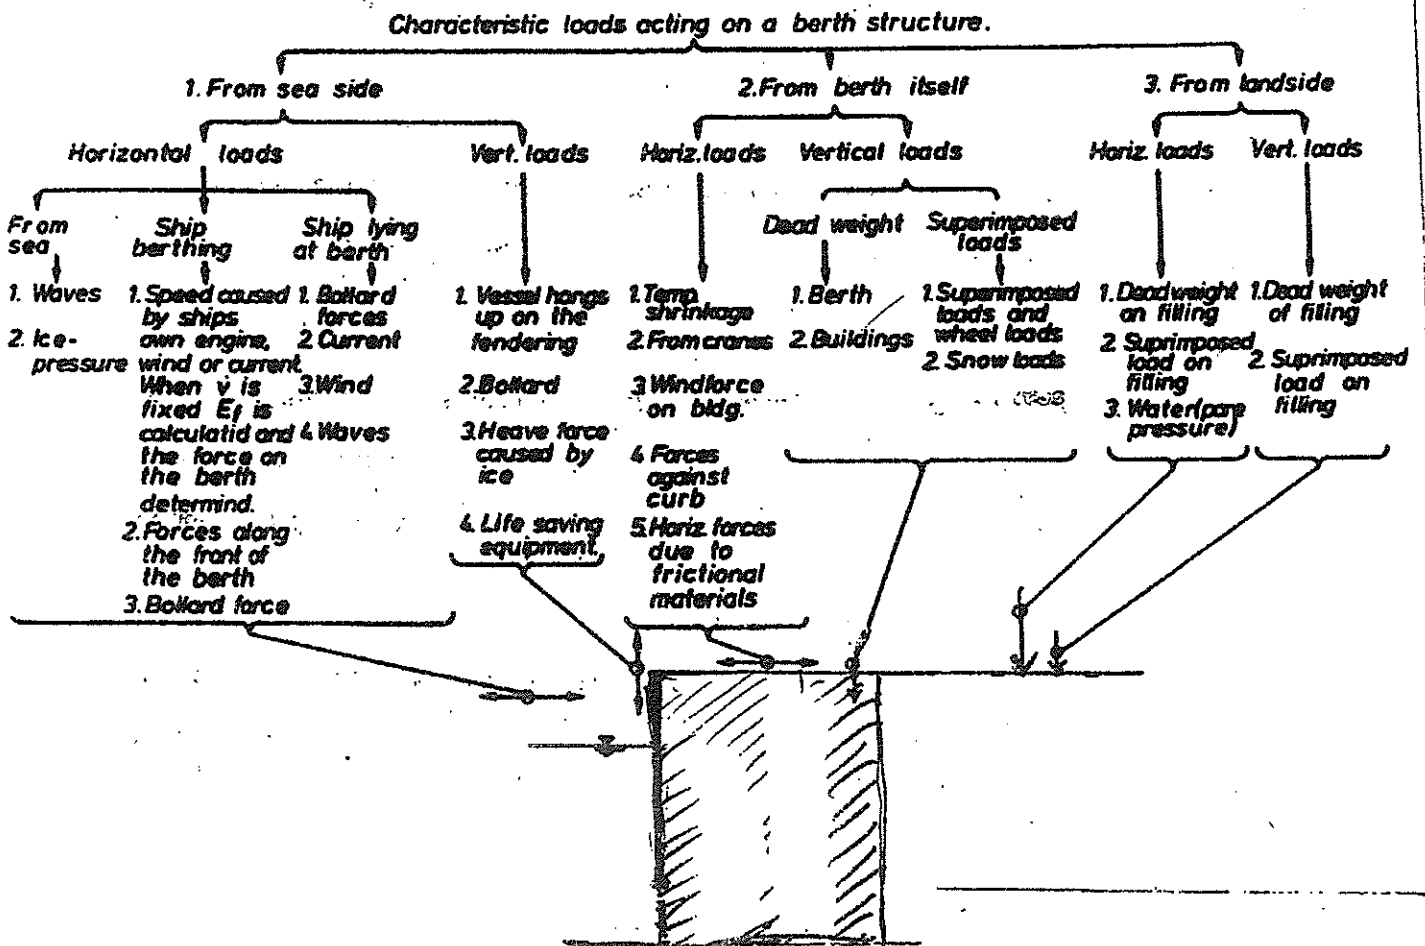 Characteristic loads acting on a berth structure.
1. From sea side
2. From berth itself
3. From landside
Horizontal loads
Vert. loads
Horiz. loads
Vertical loads
Horiz. loads
Vert. loads
From
sea
Ship
berthing
Ship lying
at berth
Dead weight
Superimposed
loads
1. Waves
2. Ice-
pressure
1. Speed caused
by ships
own engine,
wind or current
When v is
fixed Ef is
calculatid and
the force on
the berth
determind.
2. Forces along
the front of
the berth
3. Bollard force
1. Bollard
forces
2. Current
3. Wind
4. Waves
1. Vessel hangs
up on the
fendering
2. Bollard
3. Heave force
caused by
ice
4. Life saving
equipment.
1. Temp.
shrinkage
2. From cranes
3 Windforce
on bldg.
4 Forces
against
curb
5. Horiz. forces
due to
frictional
materials
1. Berth
2. Buildings
1. Superimposed
loads and
wheel loads
2. Snow loads
1. Dead weight
on filling
2. Suprimposed
load on
filling
3. Water(pore
pressure)
1. Dead weight
of filling
2. Suprimposed
load on
filling